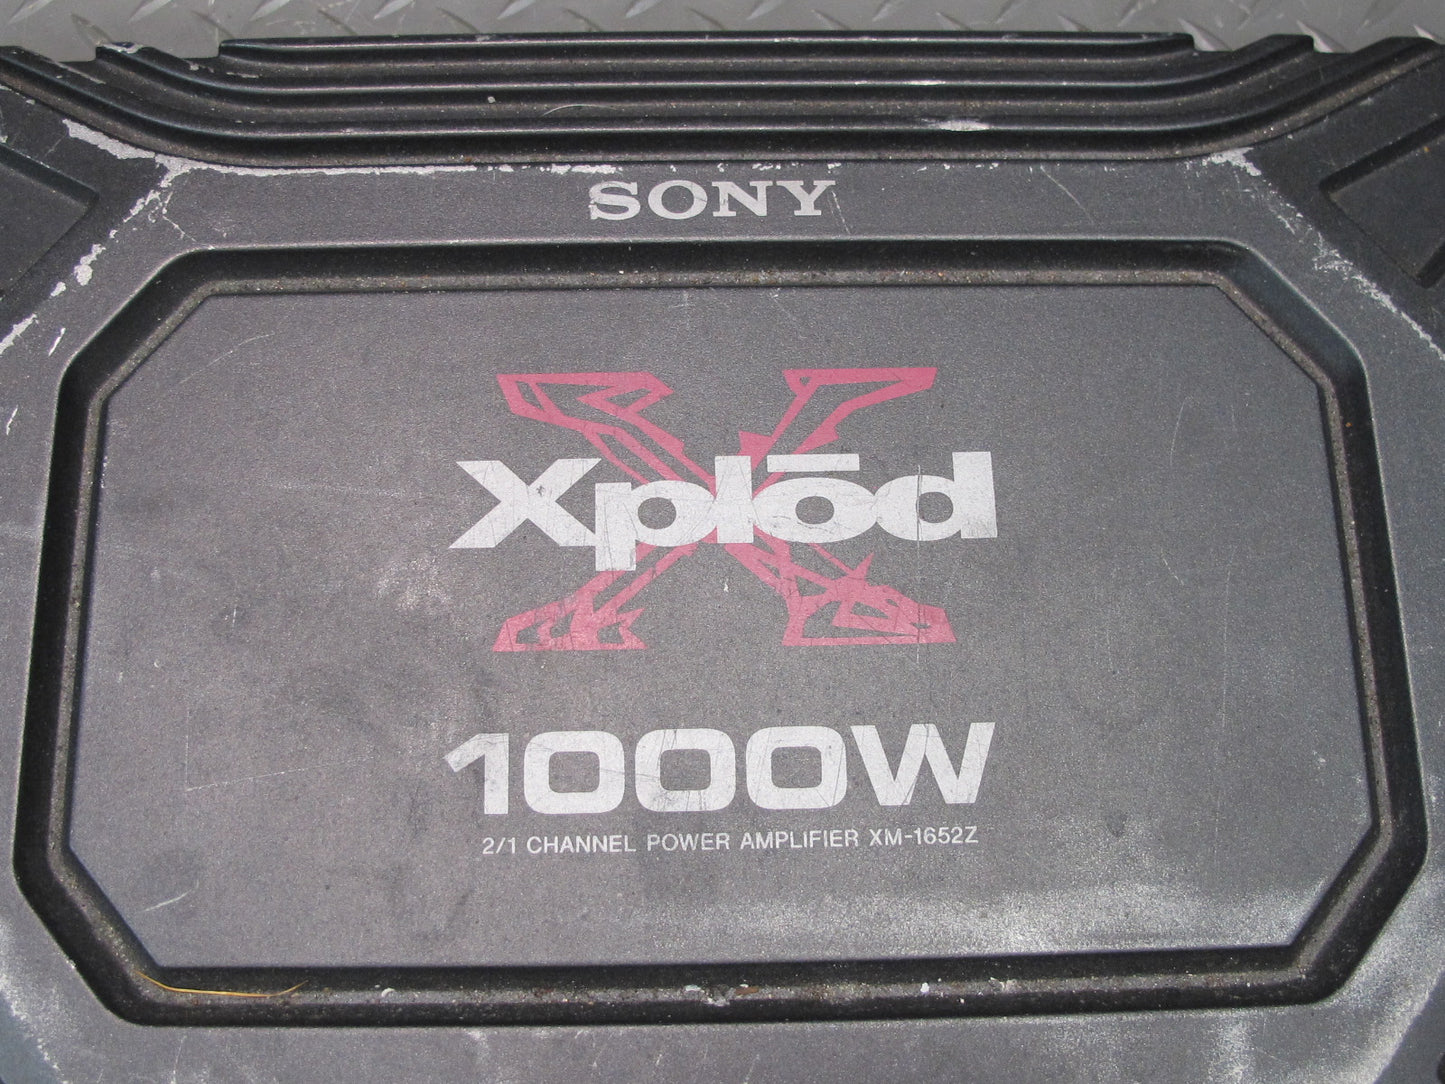 SONY
Xplōd
1000W
2/1 CHANNEL POWER AMPLIFIER XM-1652Z